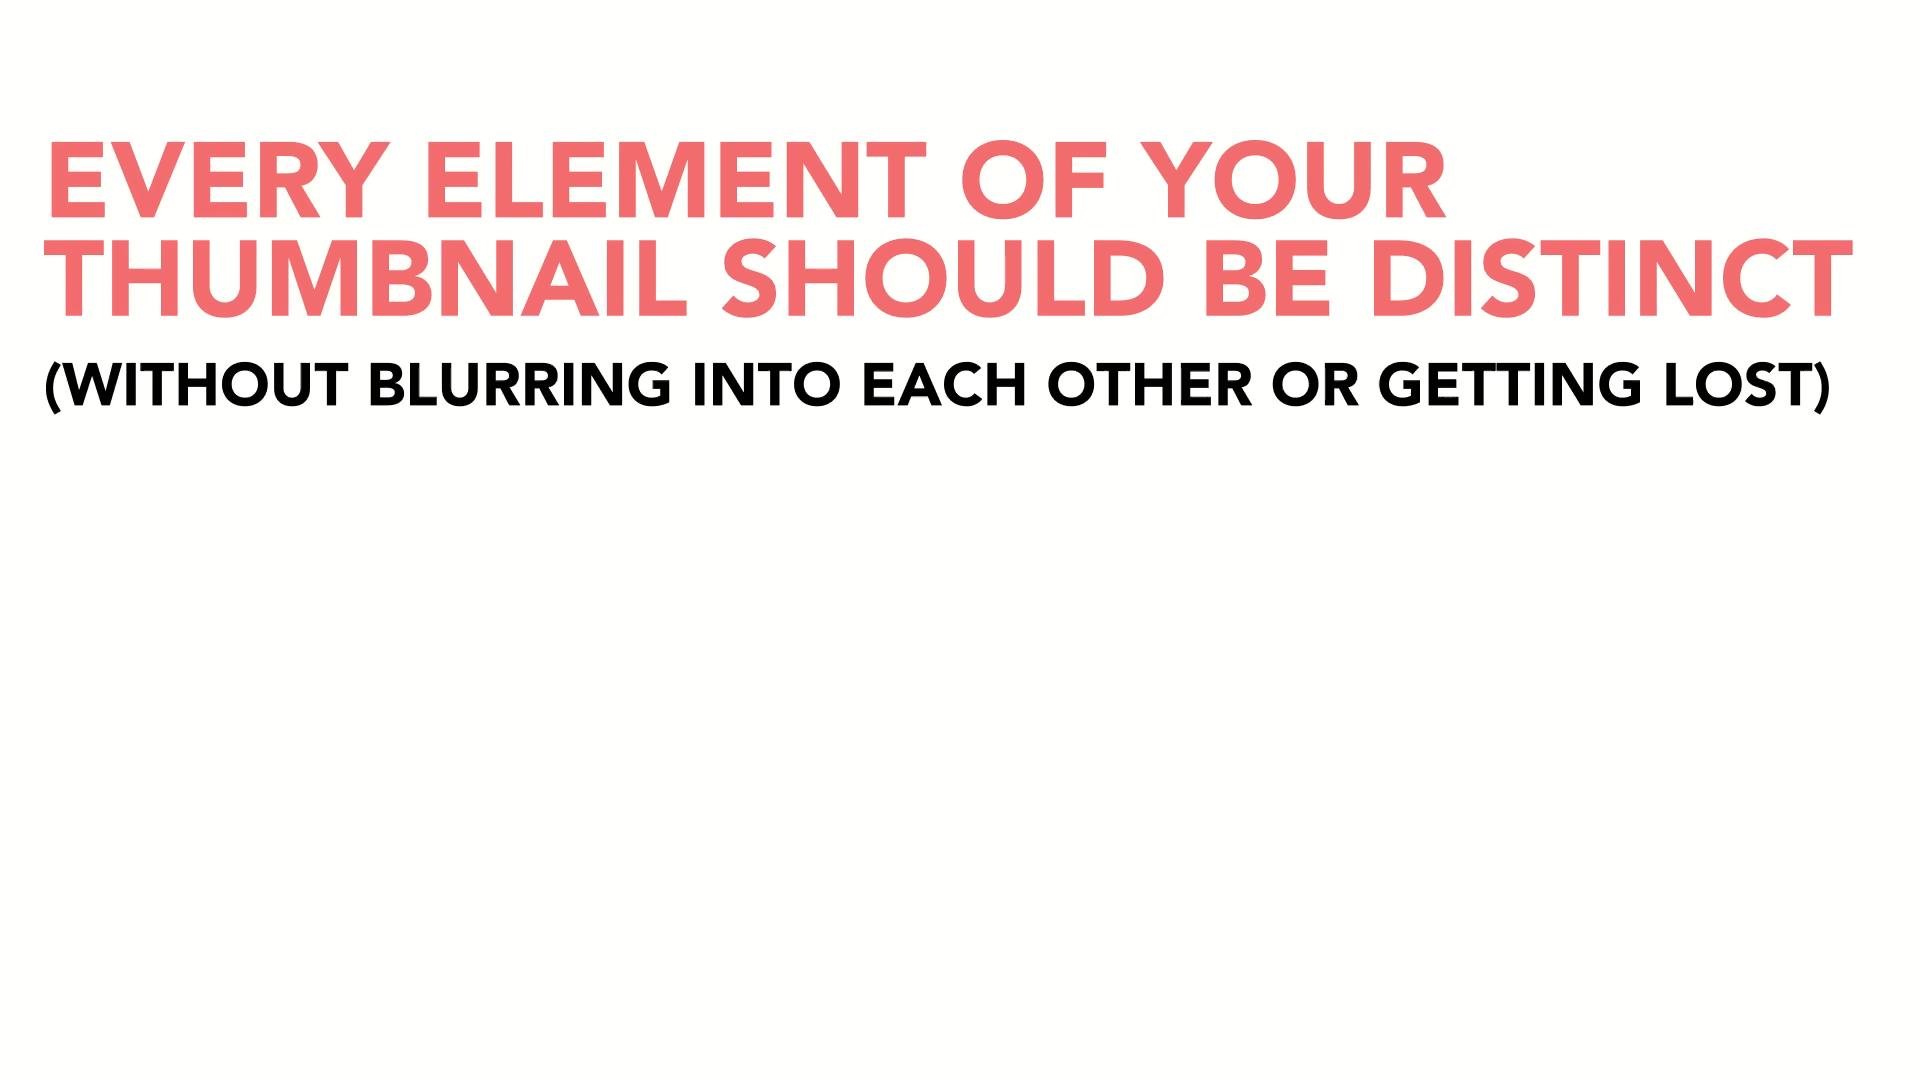 EVERY ELEMENT OF YOUR
THUMBNAIL SHOULD BE DISTINCT
(WITHOUT BLURRING INTO EACH OTHER OR GETTING LOST)